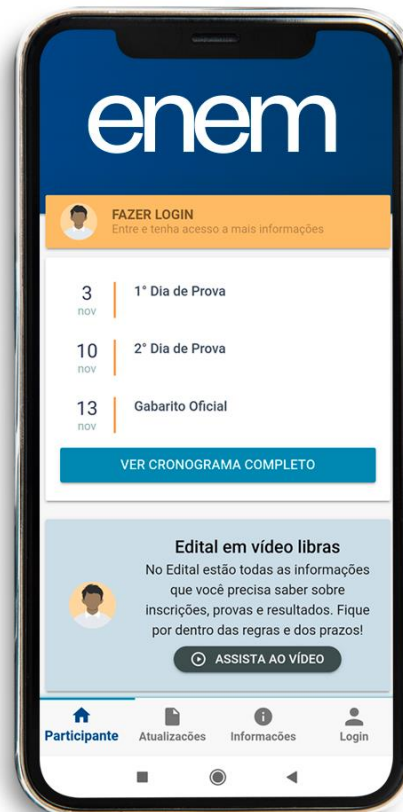 enem
FAZER LOGIN
Entre e tenha acesso a mais informações
3
nov
1° Dia de Prova
10
nov
2° Dia de Prova
13
nov
Gabarito Oficial
VER CRONOGRAMA COMPLETO
Edital em vídeo libras
No Edital estão todas as informações
que você precisa saber sobre
inscrições, provas e resultados. Fique
por dentro das regras e dos prazos!
ASSISTA AO VÍDEO
Participante
Atualizacões
Informacões
Login